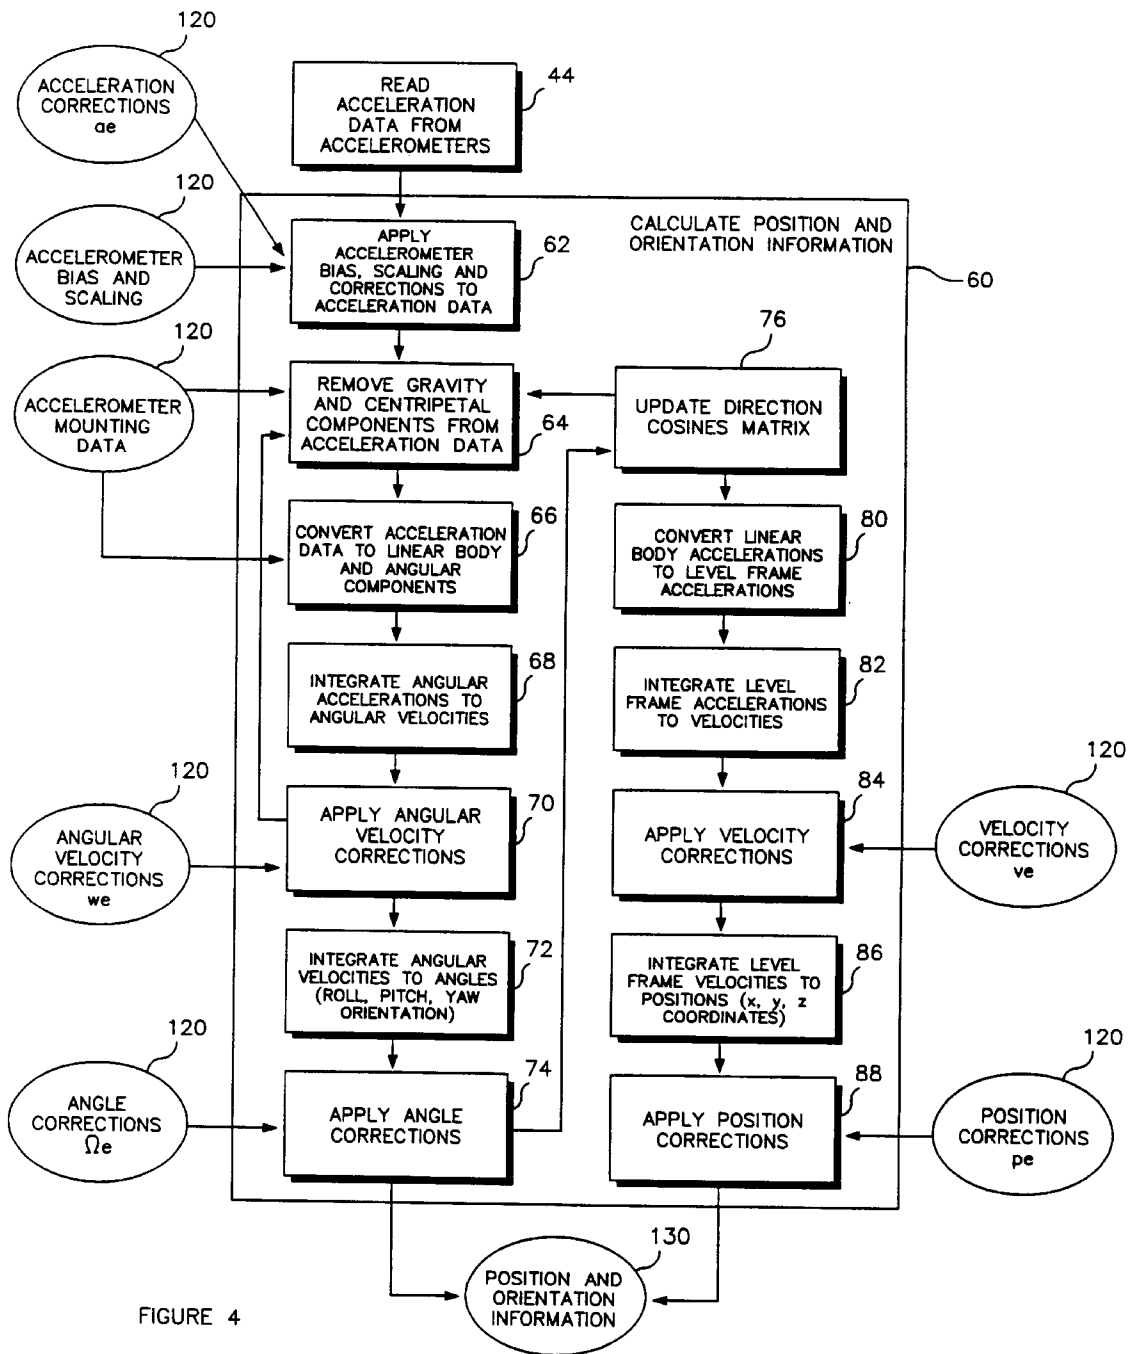 120
ACCELERATION
CORRECTIONS
ae
READ
ACCELERATION
DATA FROM
ACCELEROMETERS
44
120
ACCELEROMETER
BIAS AND
SCALING
APPLY
ACCELEROMETER
BIAS, SCALING AND
CORRECTIONS TO
ACCELERATION DATA
62
CALCULATE POSITION AND
ORIENTATION INFORMATION
60
120
ACCELEROMETER
MOUNTING
DATA
REMOVE GRAVITY
AND CENTRIPETAL
COMPONENTS FROM
ACCELERATION DATA
64
76
UPDATE DIRECTION
COSINES MATRIX
CONVERT ACCELERATION
DATA TO LINEAR BODY
AND ANGULAR
COMPONENTS
66
CONVERT LINEAR
BODY ACCELERATIONS
TO LEVEL FRAME
ACCELERATIONS
80
INTEGRATE ANGULAR
ACCELERATIONS TO
ANGULAR VELOCITIES
68
INTEGRATE LEVEL
FRAME ACCELERATIONS
TO VELOCITIES
82
120
ANGULAR
VELOCITY
CORRECTIONS
we
APPLY ANGULAR
VELOCITY
CORRECTIONS
70
APPLY VELOCITY
CORRECTIONS
84
120
VELOCITY
CORRECTIONS
ve
INTEGRATE ANGULAR
VELOCITIES TO ANGLES
(ROLL, PITCH, YAW
ORIENTATION)
72
INTEGRATE LEVEL
FRAME VELOCITIES TO
POSITIONS (x, y, z
COORDINATES)
86
120
ANGLE
CORRECTIONS
Ωe
APPLY ANGLE
CORRECTIONS
74
APPLY POSITION
CORRECTIONS
88
120
POSITION
CORRECTIONS
pe
130
POSITION AND
ORIENTATION
INFORMATION
FIGURE 4